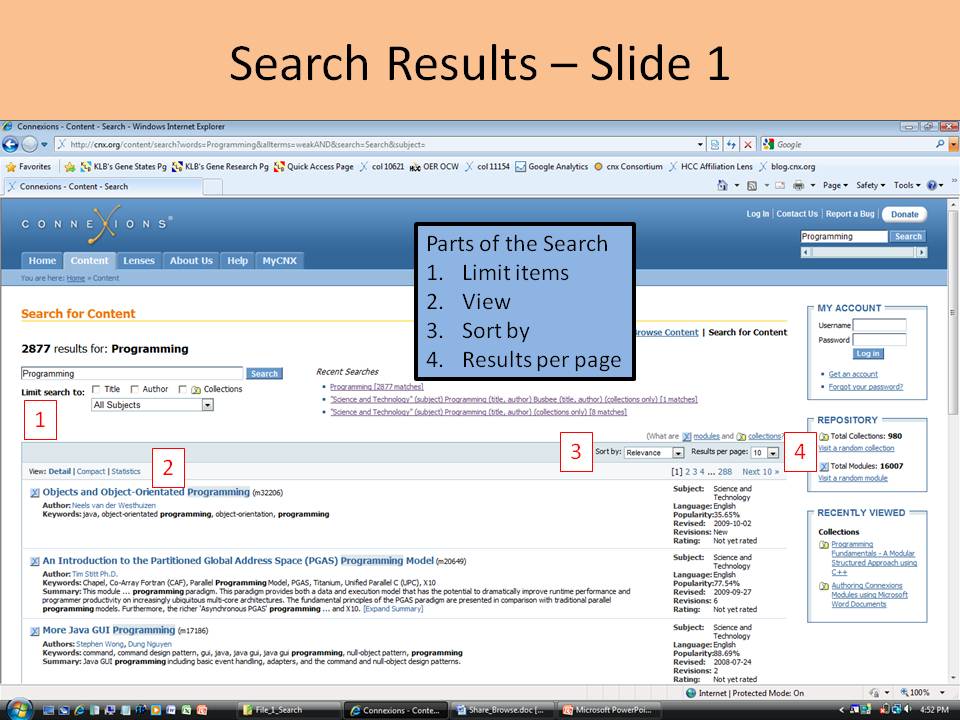 Search Results – Slide 1
Connexions - Content - Search - Windows Internet Explorer
http://cnx.org/content/search?words=Programming&allterms=weakAND&search=Search&subject=
Google
Favorites KLB's Gene States Pg KLB's Gene Research Pg Quick Access Page col 10621 OER OCW col 11154 Google Analytics cnx Consortium HCC Affiliation Lens blog.cnx.org
Connexions - Content - Search
Page Safety Tools
CONNEXIONS®
Log In | Contact Us | Report a Bug | Donate
Programming Search
Home Content Lenses About Us Help MyCNX
You are here: Home » Content
Parts of the Search
1. Limit items
2. View
3. Sort by
4. Results per page
Search for Content
Browse Content | Search for Content
2877 results for: Programming
Programming Search
Limit search to: Title Author Collections
All Subjects
1
Recent Searches
Programming [2877 matches]
"Science and Technology" (subject) Programming (title, author) Busbee (title, author) (collections only) [1 matches]
"Science and Technology" (subject) Programming (title, author) (collections only) [8 matches]
(What are modules and collections?
3 Sort by: Relevance Results per page: 10 4
View: Detail | Compact | Statistics 2
[1] 2 3 4 ... 288 Next 10 »
Objects and Object-Orientated Programming (m32206)
Author: Neels van der Westhuizen
Keywords: java, object-orientated programming, object-orientation, programming
Subject: Science and
Technology
Language: English
Popularity: 35.65%
Revised: 2009-10-02
Revisions: New
Rating: Not yet rated
An Introduction to the Partitioned Global Address Space (PGAS) Programming Model (m20649)
Author: Tim Stitt Ph.D.
Keywords: Chapel, Co-Array Fortran (CAF), Parallel Programming Model, PGAS, Titanium, Unified Parallel C (UPC), X10
Summary: This module ... programming paradigm. This paradigm provides both a data and execution model that has the potential to dramatically improve runtime performance and
programmer productivity on increasingly ubiquitous multi-core architectures. The fundamental principles of the PGAS paradigm are presented in comparison with traditional parallel
programming models. Furthermore, the richer 'Asynchronous PGAS' programming ... and X10. [Expand Summary]
Subject: Science and
Technology
Language: English
Popularity: 77.54%
Revised: 2009-09-27
Revisions: 6
Rating: Not yet rated
More Java GUI Programming (m17186)
Authors: Stephen Wong, Dung Nguyen
Keywords: command, command design pattern, gui, java, java gui, java gui programming, null-object pattern, programming
Summary: Java GUI programming including basic event handling, adapters, and the command and null-object design patterns.
Subject: Science and
Technology
Language: English
Popularity: 88.69%
Revised: 2008-07-24
Revisions: 2
Rating: Not yet rated
MY ACCOUNT
Username
Password
Log in
Get an account
Forgot your password?
REPOSITORY
Total Collections: 980
Visit a random collection
Total Modules: 16007
Visit a random module
RECENTLY VIEWED
Collections
Programming
Fundamentals - A Modular
Structured Approach using
C++
Authoring Connexions
Modules using Microsoft
Word Documents
Internet | Protected Mode: On
100%
File_1_Search Connexions - Conte... Share_Browse.doc [... Microsoft PowerPoi...
4:52 PM